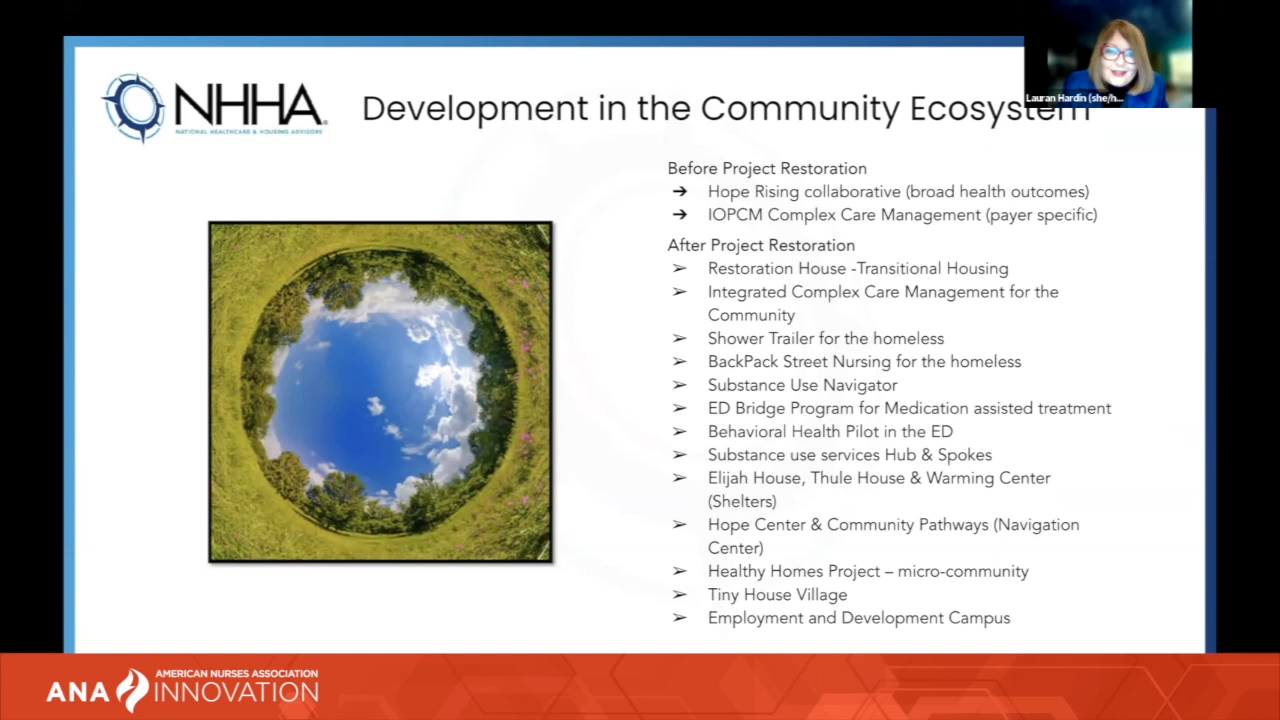 NHHA
NATIONAL HEALTHCARE & HOUSING ADVISORS
Development in the Community Ecosystem
Lauran Hardin (she/h...
Before Project Restoration
➔ Hope Rising collaborative (broad health outcomes)
➔ IOPCM Complex Care Management (payer specific)
After Project Restoration
➢ Restoration House -Transitional Housing
➢ Integrated Complex Care Management for the
Community
➢ Shower Trailer for the homeless
➢ BackPack Street Nursing for the homeless
➢ Substance Use Navigator
➢ ED Bridge Program for Medication assisted treatment
➢ Behavioral Health Pilot in the ED
➢ Substance use services Hub & Spokes
➢ Elijah House, Thule House & Warming Center
(Shelters)
➢ Hope Center & Community Pathways (Navigation
Center)
➢ Healthy Homes Project – micro-community
➢ Tiny House Village
➢ Employment and Development Campus
ANA
AMERICAN NURSES ASSOCIATION
INNOVATION